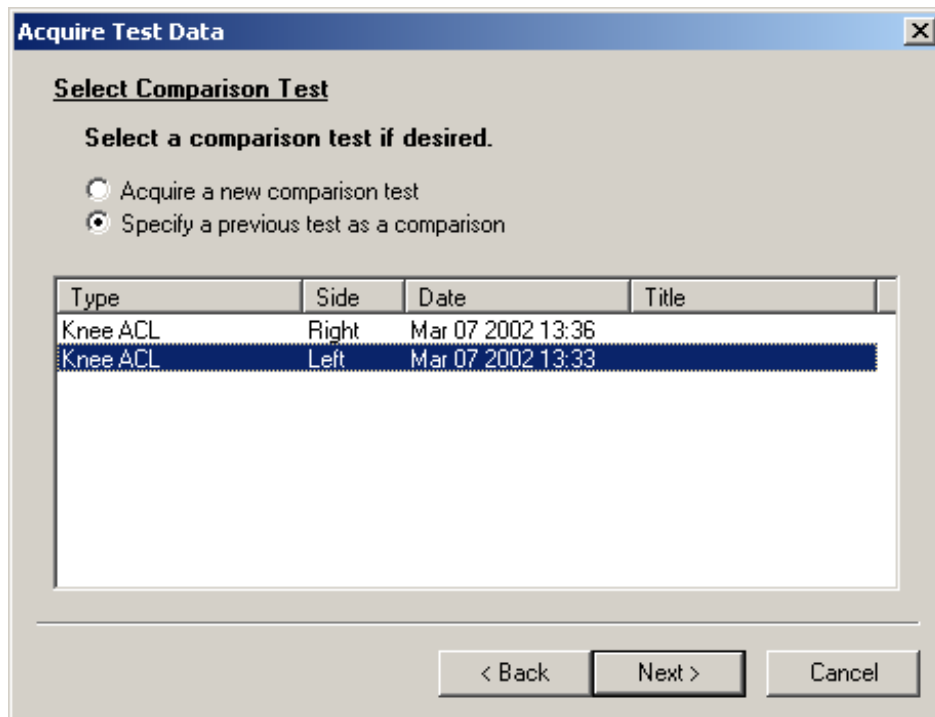 Acquire Test Data
Select Comparison Test
Select a comparison test if desired.
Acquire a new comparison test
Specify a previous test as a comparison
Type Side Date Title
Knee ACL Right Mar 07 2002 13:36
Knee ACL Left Mar 07 2002 13:33
< Back Next > Cancel